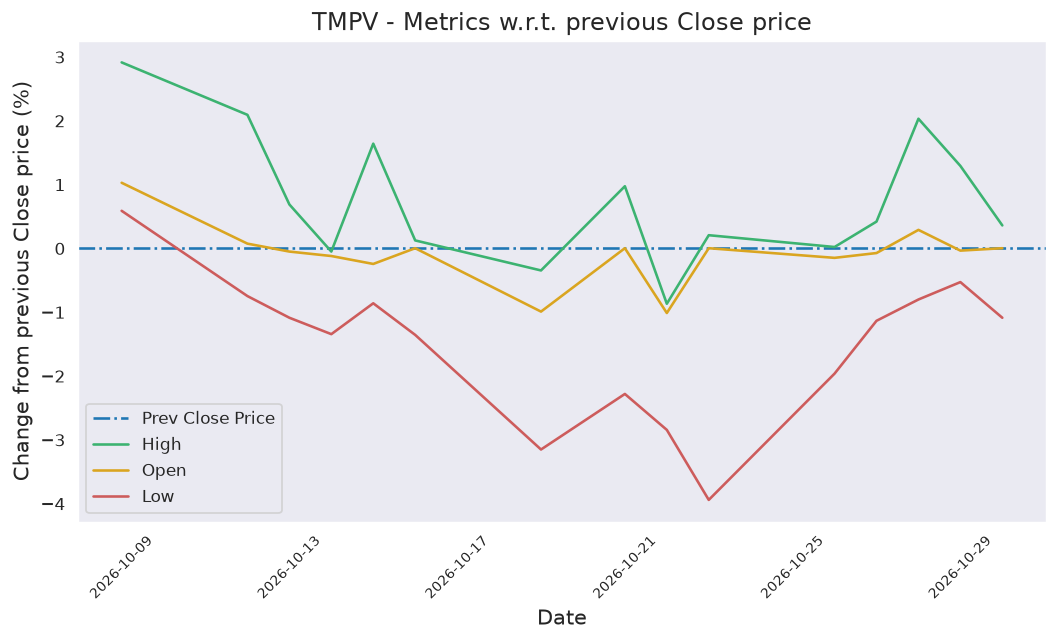 TMPV - Metrics w.r.t. previous Close price
Change from previous Close price (%)
3
2
1
0
−1
−2
−3
−4
Prev Close Price
High
Open
Low
2026-10-09
2026-10-13
2026-10-17
2026-10-21
2026-10-25
2026-10-29
Date